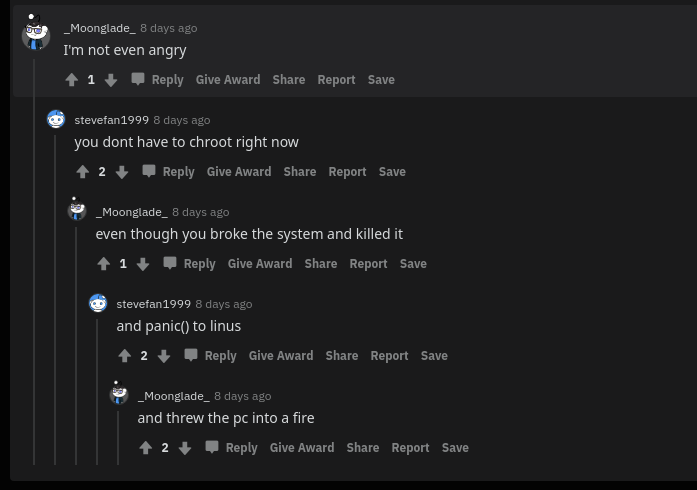 _Moonglade_ 8 days ago
I'm not even angry
1 Reply Give Award Share Report Save
stevefan1999 8 days ago
you dont have to chroot right now
2 Reply Give Award Share Report Save
_Moonglade_ 8 days ago
even though you broke the system and killed it
1 Reply Give Award Share Report Save
stevefan1999 8 days ago
and panic() to linus
2 Reply Give Award Share Report Save
_Moonglade_ 8 days ago
and threw the pc into a fire
2 Reply Give Award Share Report Save